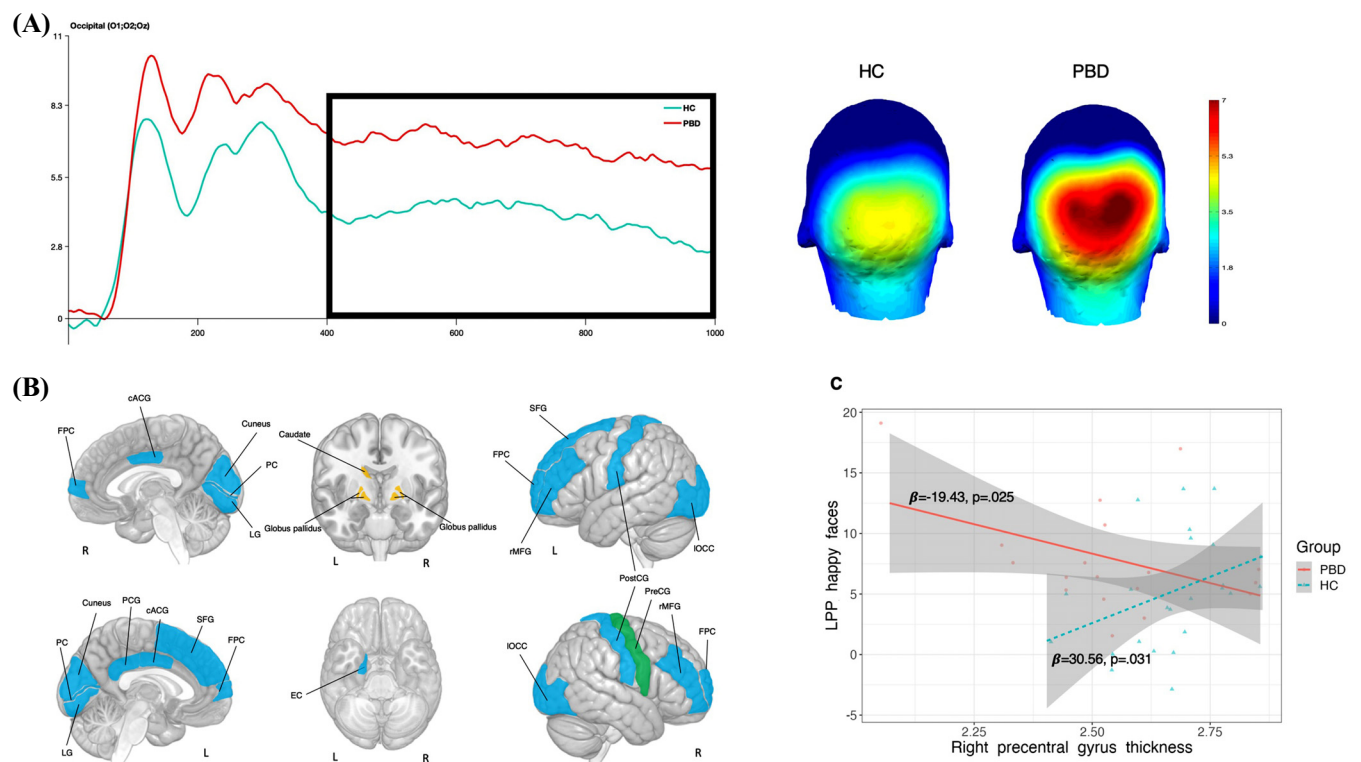 (A)
Occipital (O1;O2;Oz)
11
8.3
5.5
2.8
0
200
400
600
800
1000
HC
PBD
HC
PBD
7
5.3
3.5
1.8
0
(B)
cACG
FPC
Cuneus
PC
LG
R
Caudate
Globus pallidus
Globus pallidus
L
R
SFG
FPC
rMFG
L
lOCC
PostCG
PreCG
rMFG
FPC
lOCC
R
Cuneus
PCG
cACG
SFG
PC
FPC
LG
L
EC
L
R
C
20
15
10
5
0
-5
LPP happy faces
β=-19.43, p=.025
β=30.56, p=.031
2.25
2.50
2.75
Right precentral gyrus thickness
Group
PBD
HC